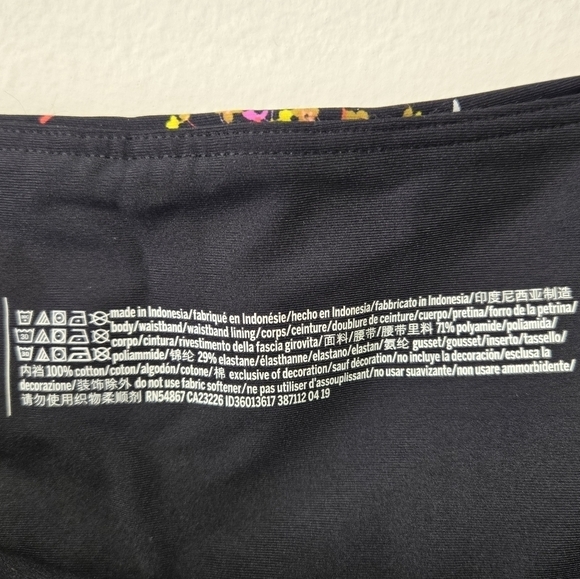 made in Indonesia/fabriqué en Indonésie/hecho en Indonesia/fabbricato in Indonesia/印度尼西亚制造
body/waistband/waistband lining/corps/ceinture/doublure de ceinture/cuerpo/pretina/forro de la petrina/
corpo/cintura/rivestimento della fascia girovita/面料/腰带/腰带里料 71% polyamide/poliamida/
poliammide/锦纶 29% elastane/élasthanne/elastano/elastan/氨纶 gusset/gousset/inserto/tassello/
内裆 100% cotton/coton/algodón/cotone/棉 exclusive of decoration/sauf décoration/no incluye la decoración/esclusa la
decorazione/装饰除外 do not use fabric softener/ne pas utiliser d'assouplissant/no usar suavizante/non usare ammorbidente/
请勿使用织物柔顺剂 RN54867 CA23226 ID36013617 387112 04 19